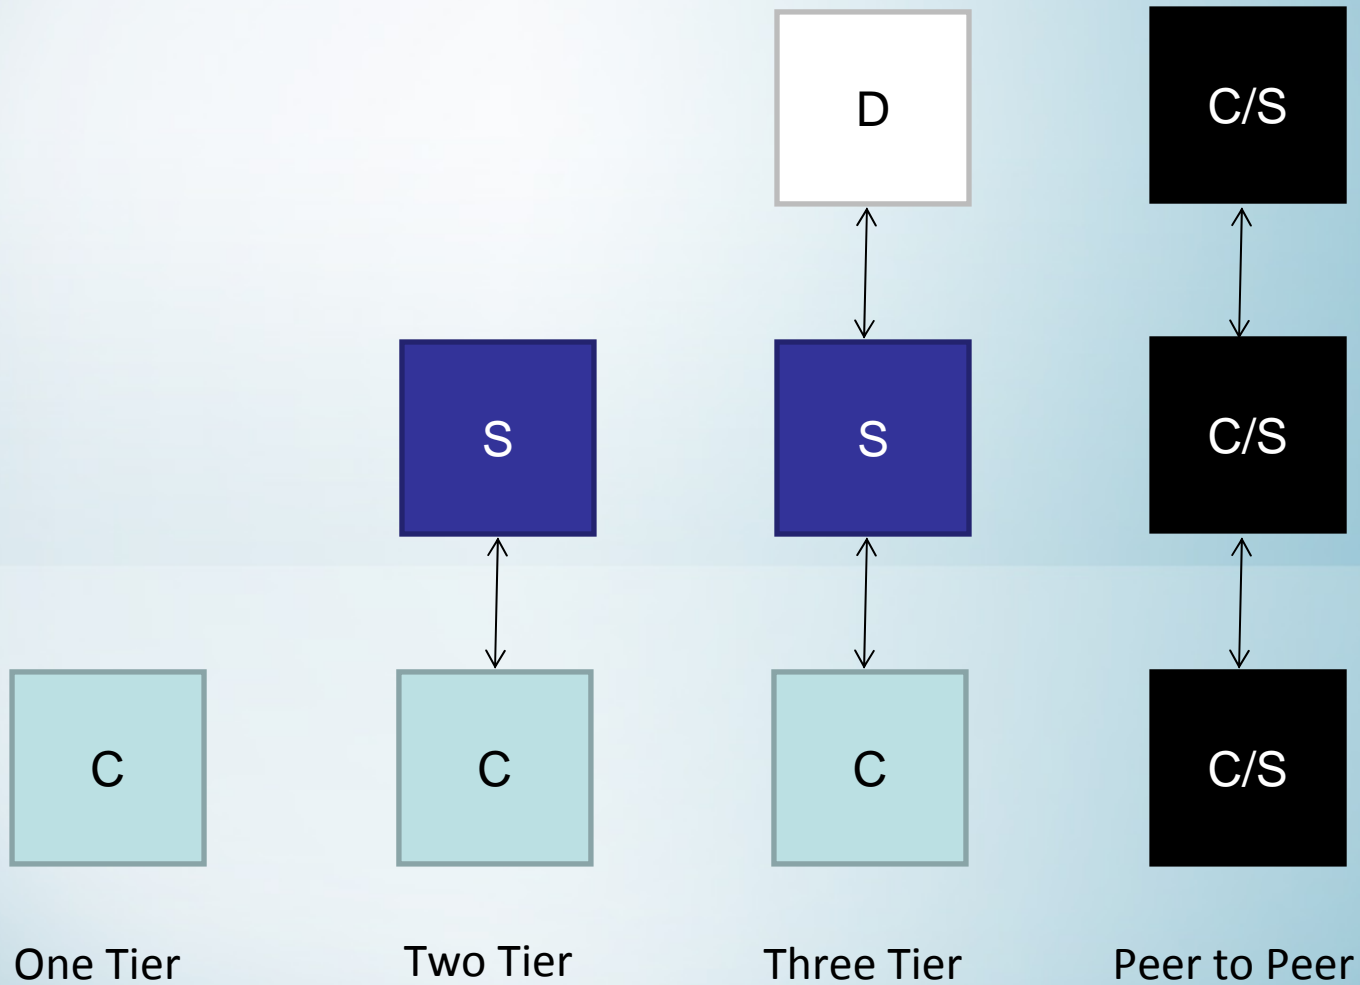 D
C/S
S
S
C/S
C
C
C
C/S
One Tier
Two Tier
Three Tier
Peer to Peer